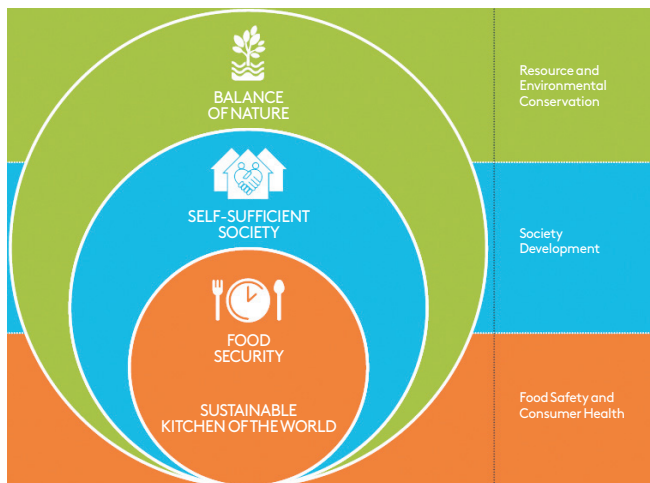 BALANCE
OF NATURE
Resource and
Environmental
Conservation
SELF-SUFFICIENT
SOCIETY
Society
Development
FOOD
SECURITY
SUSTAINABLE
KITCHEN OF THE WORLD
Food Safety and
Consumer Health